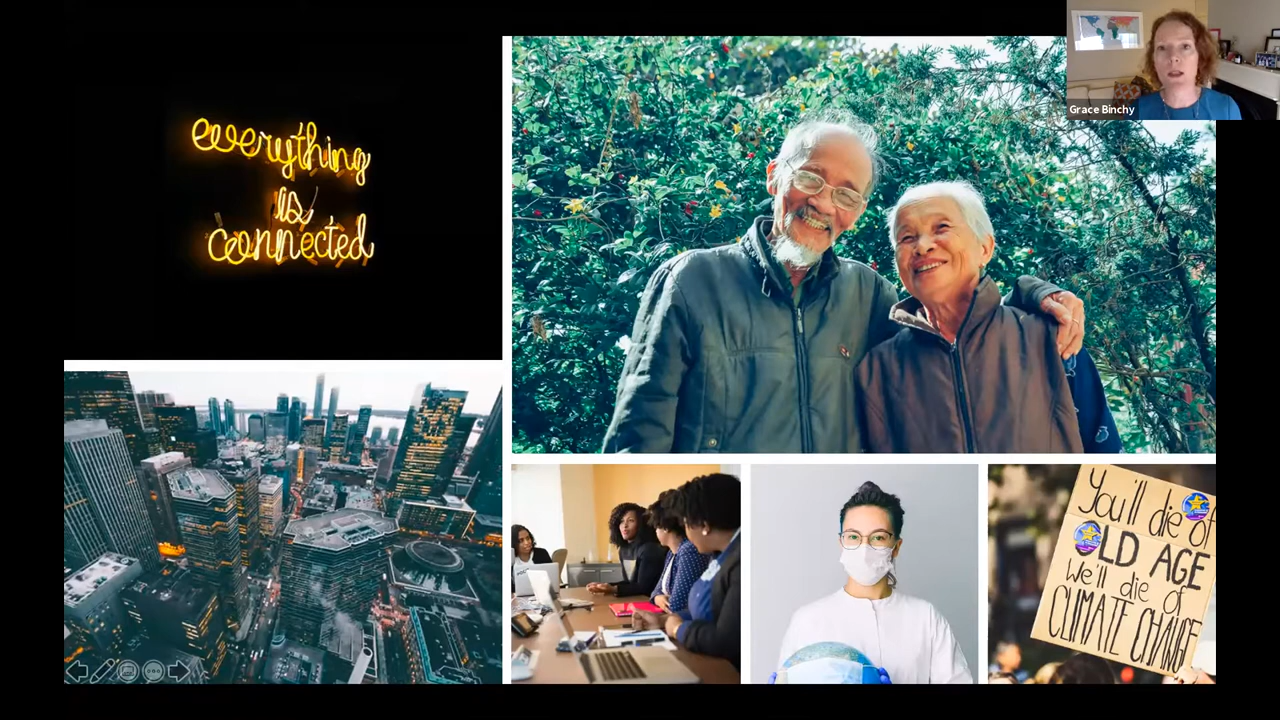 everything
is
connected
Grace Binchy
You'll die of
OLD AGE
We'll die of
CLIMATE CHANGE